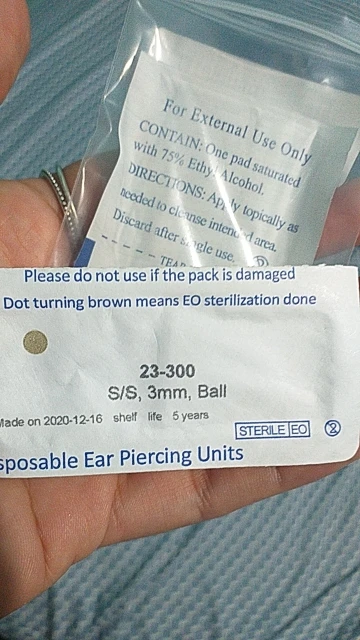 For External Use Only
CONTAIN: One pad saturated
with 75% Ethyl Alcohol.
DIRECTIONS: Apply topically as
needed to cleanse intended area.
Discard after single use.
TEAR
Please do not use if the pack is damaged
Dot turning brown means EO sterilization done
23-300
S/S, 3mm, Ball
Made on 2020-12-16 shelf life 5 years
STERILE EO
2
sposable Ear Piercing Units